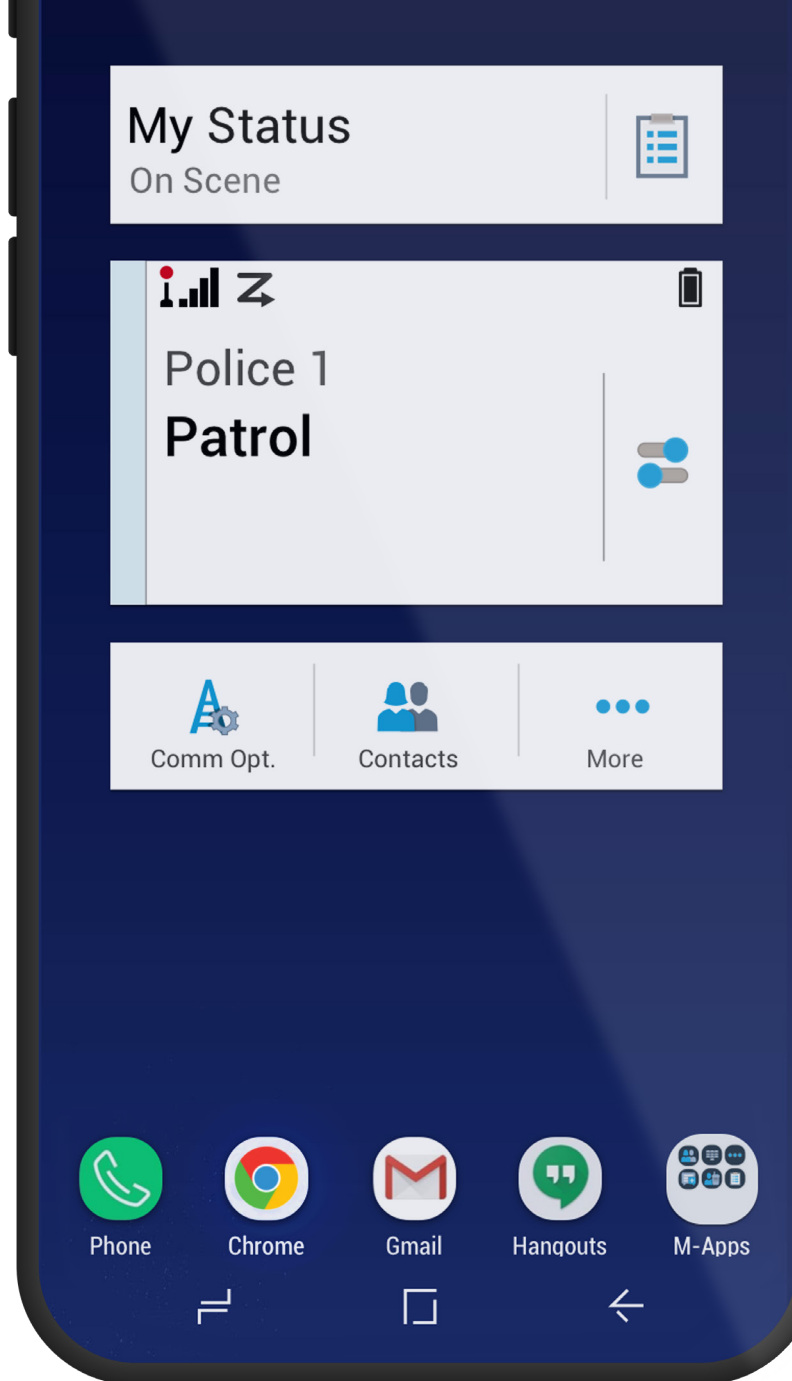 My Status
On Scene
Police 1
Patrol
Comm Opt.
Contacts
More
Phone
Chrome
Gmail
Hangouts
M-Apps